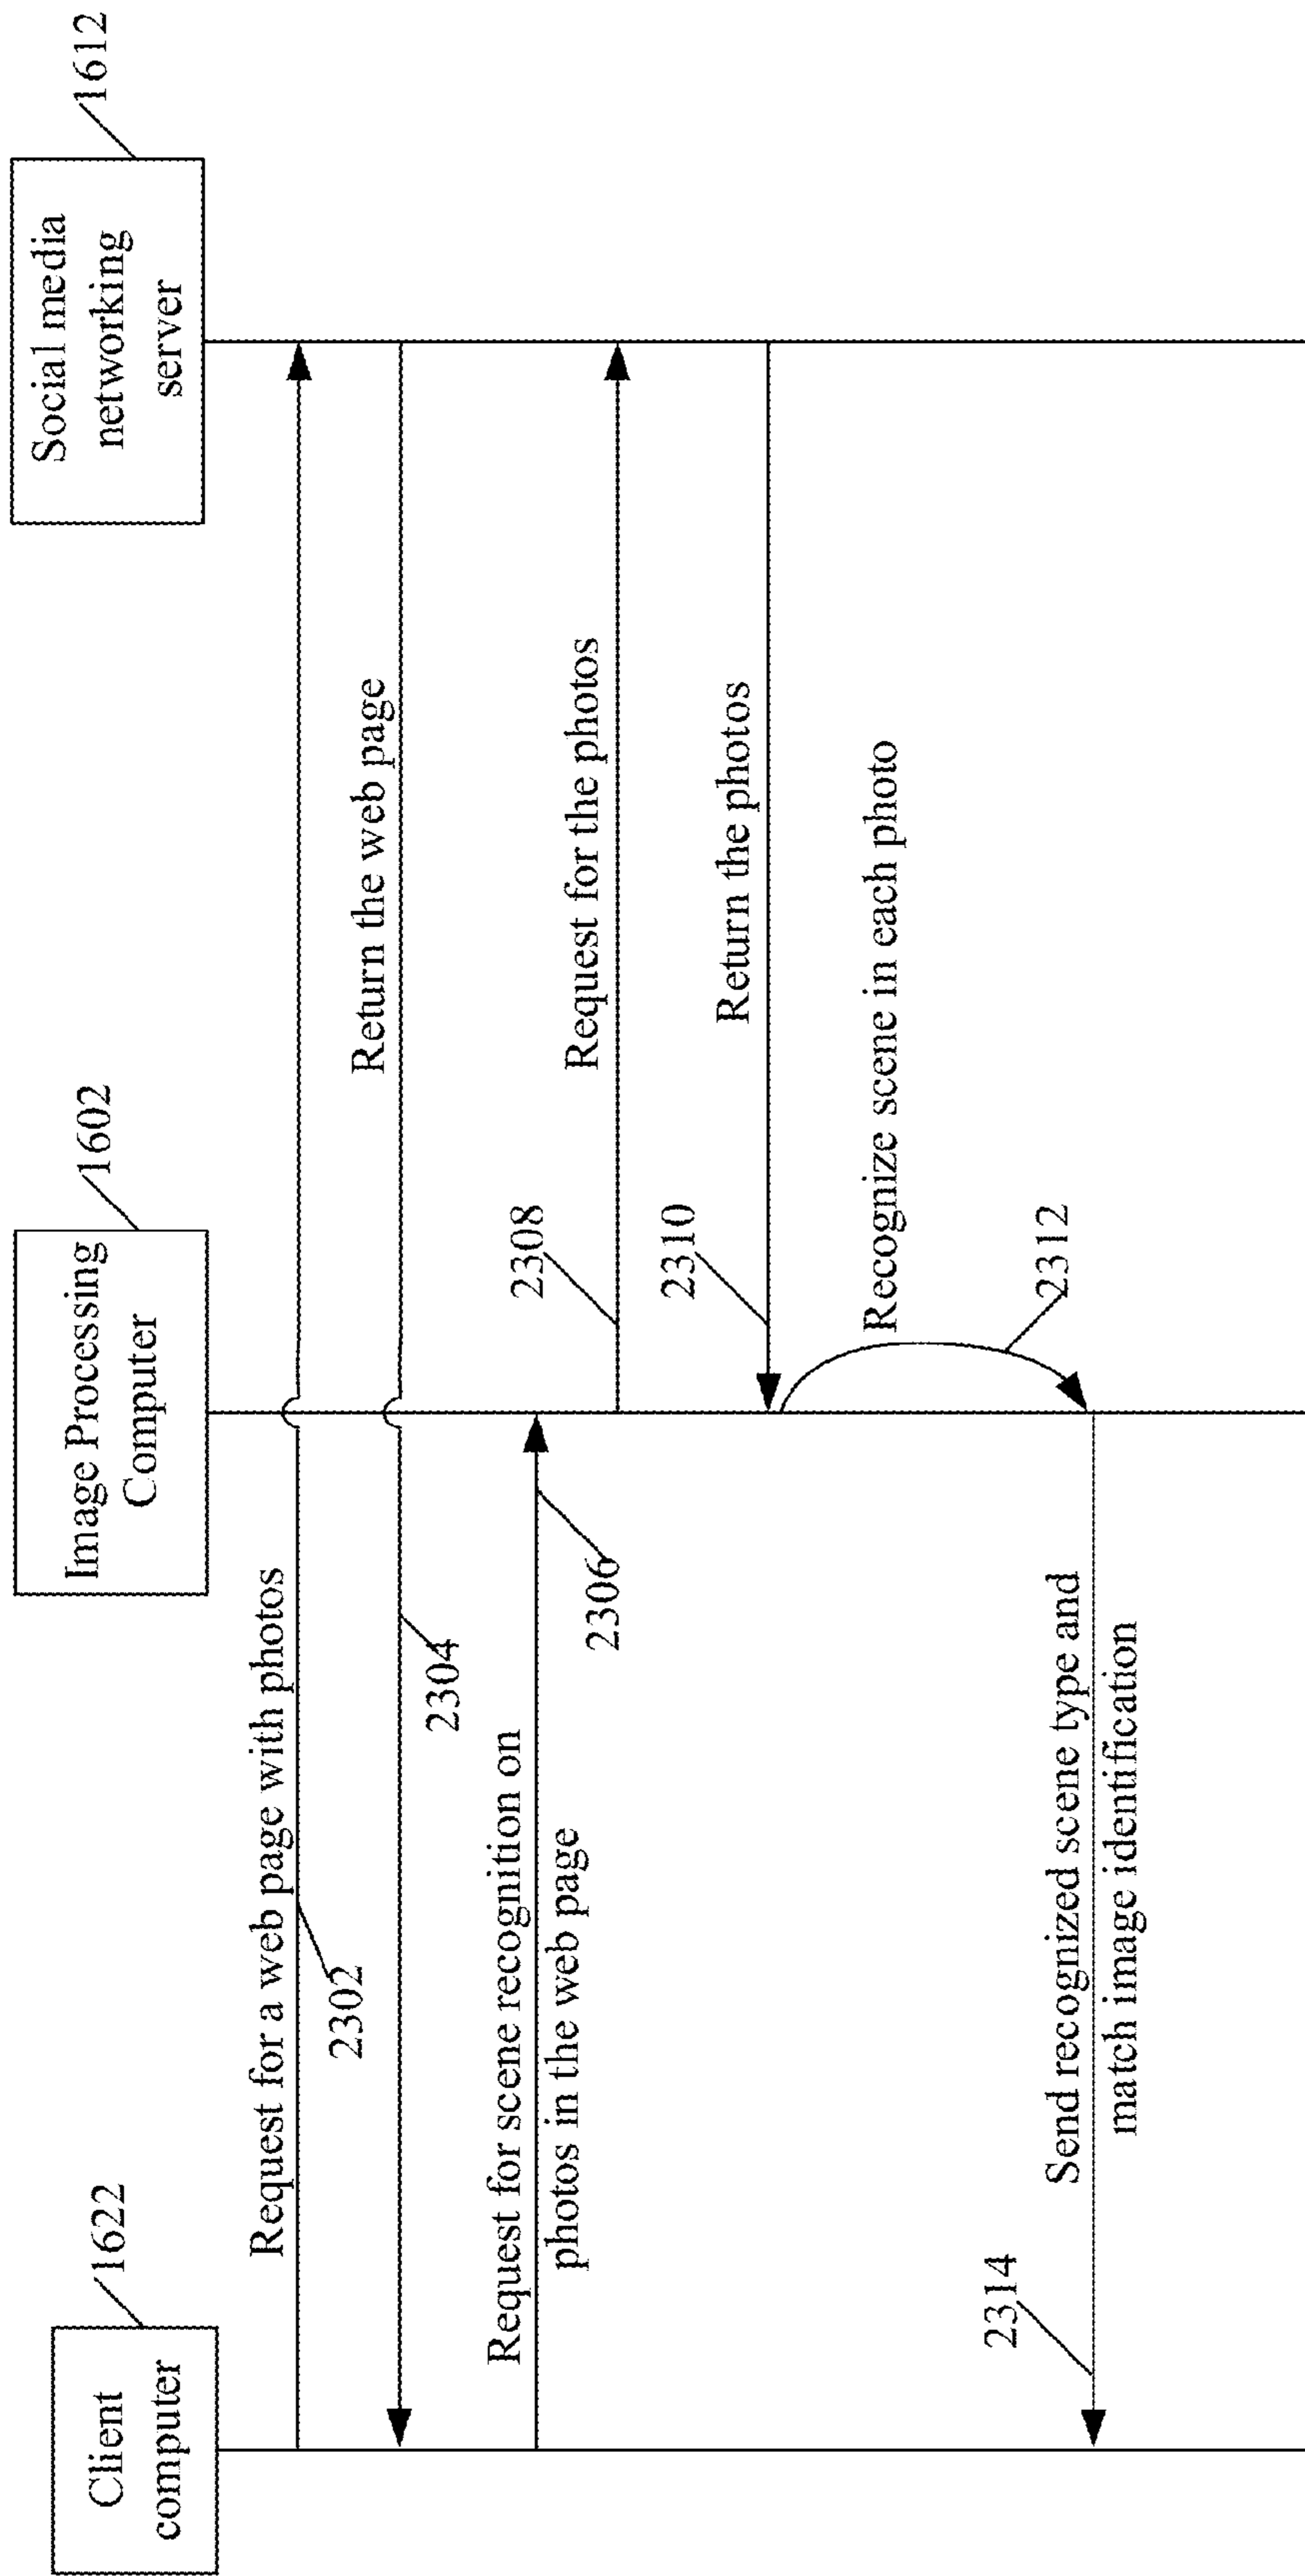 Client
computer
1622
Image Processing
Computer
1602
Social media
networking
server
1612
Request for a web page with photos
2302
Return the web page
2304
Request for scene recognition on
photos in the web page
2306
Request for the photos
2308
Return the photos
2310
Recognize scene in each photo
2312
Send recognized scene type and
match image identification
2314